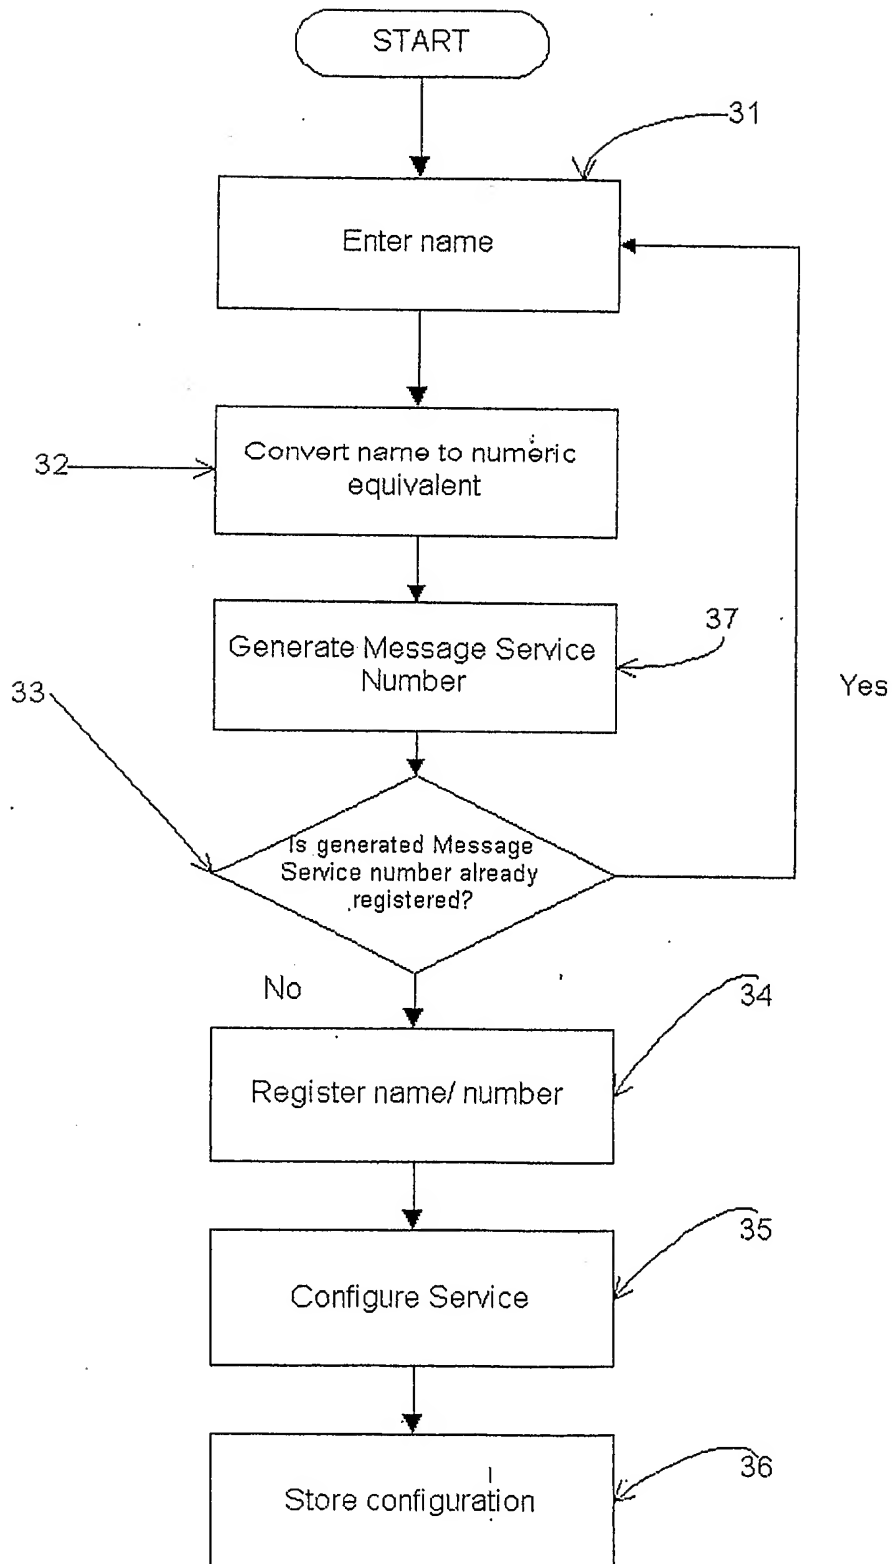 START
31
Enter name
32
Convert name to numeric
equivalent
37
Generate Message Service
Number
33
Yes
Is generated Message
Service number already
registered?
No
34
Register name/ number
35
Configure Service
36
Store configuration